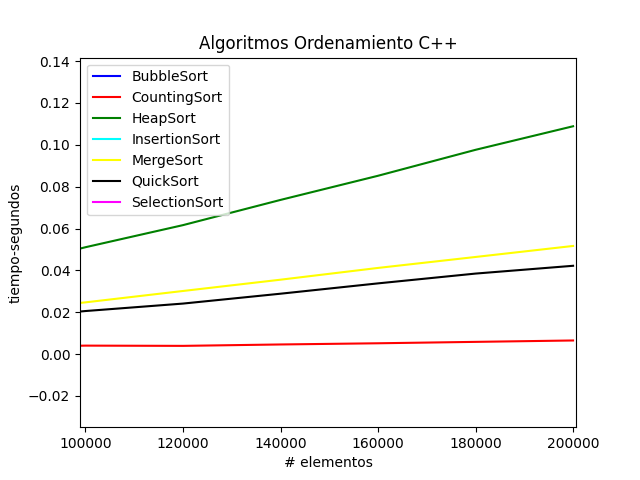 Algoritmos Ordenamiento C++
tiempo-segundos
0.14
0.12
0.10
0.08
0.06
0.04
0.02
0.00
−0.02
BubbleSort
CountingSort
HeapSort
InsertionSort
MergeSort
QuickSort
SelectionSort
100000 120000 140000 160000 180000 200000
# elementos